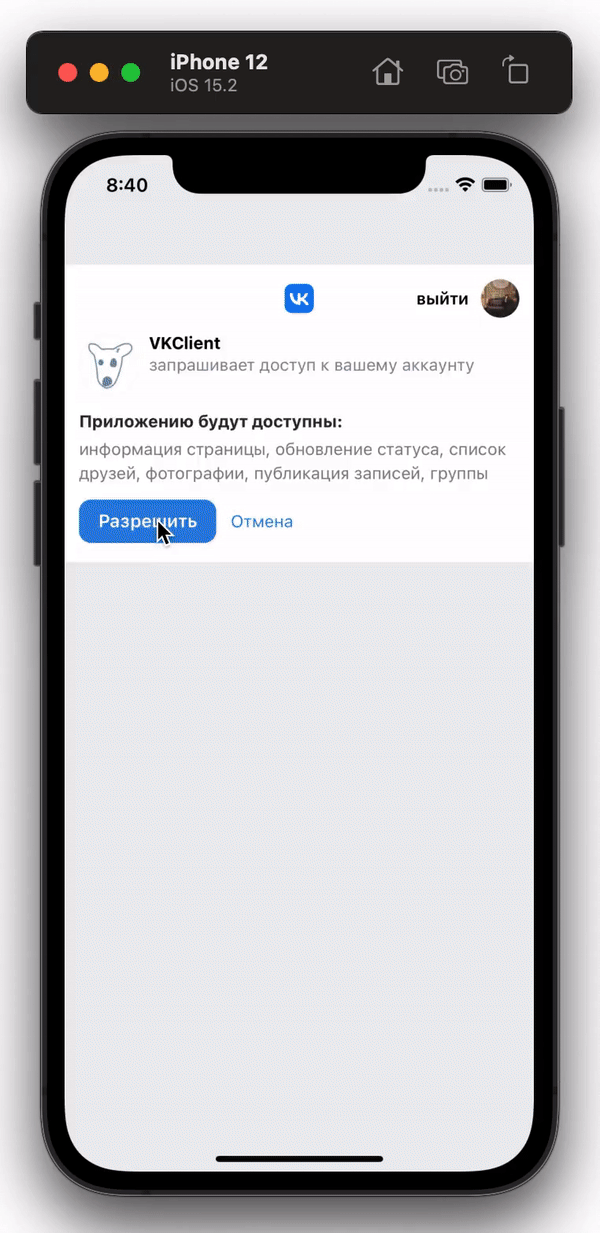 iPhone 12
iOS 15.2
8:40
выйти
VKClient
запрашивает доступ к вашему аккаунту
Приложению будут доступны:
информация страницы, обновление статуса, список
друзей, фотографии, публикация записей, группы
Разрешить
Отмена